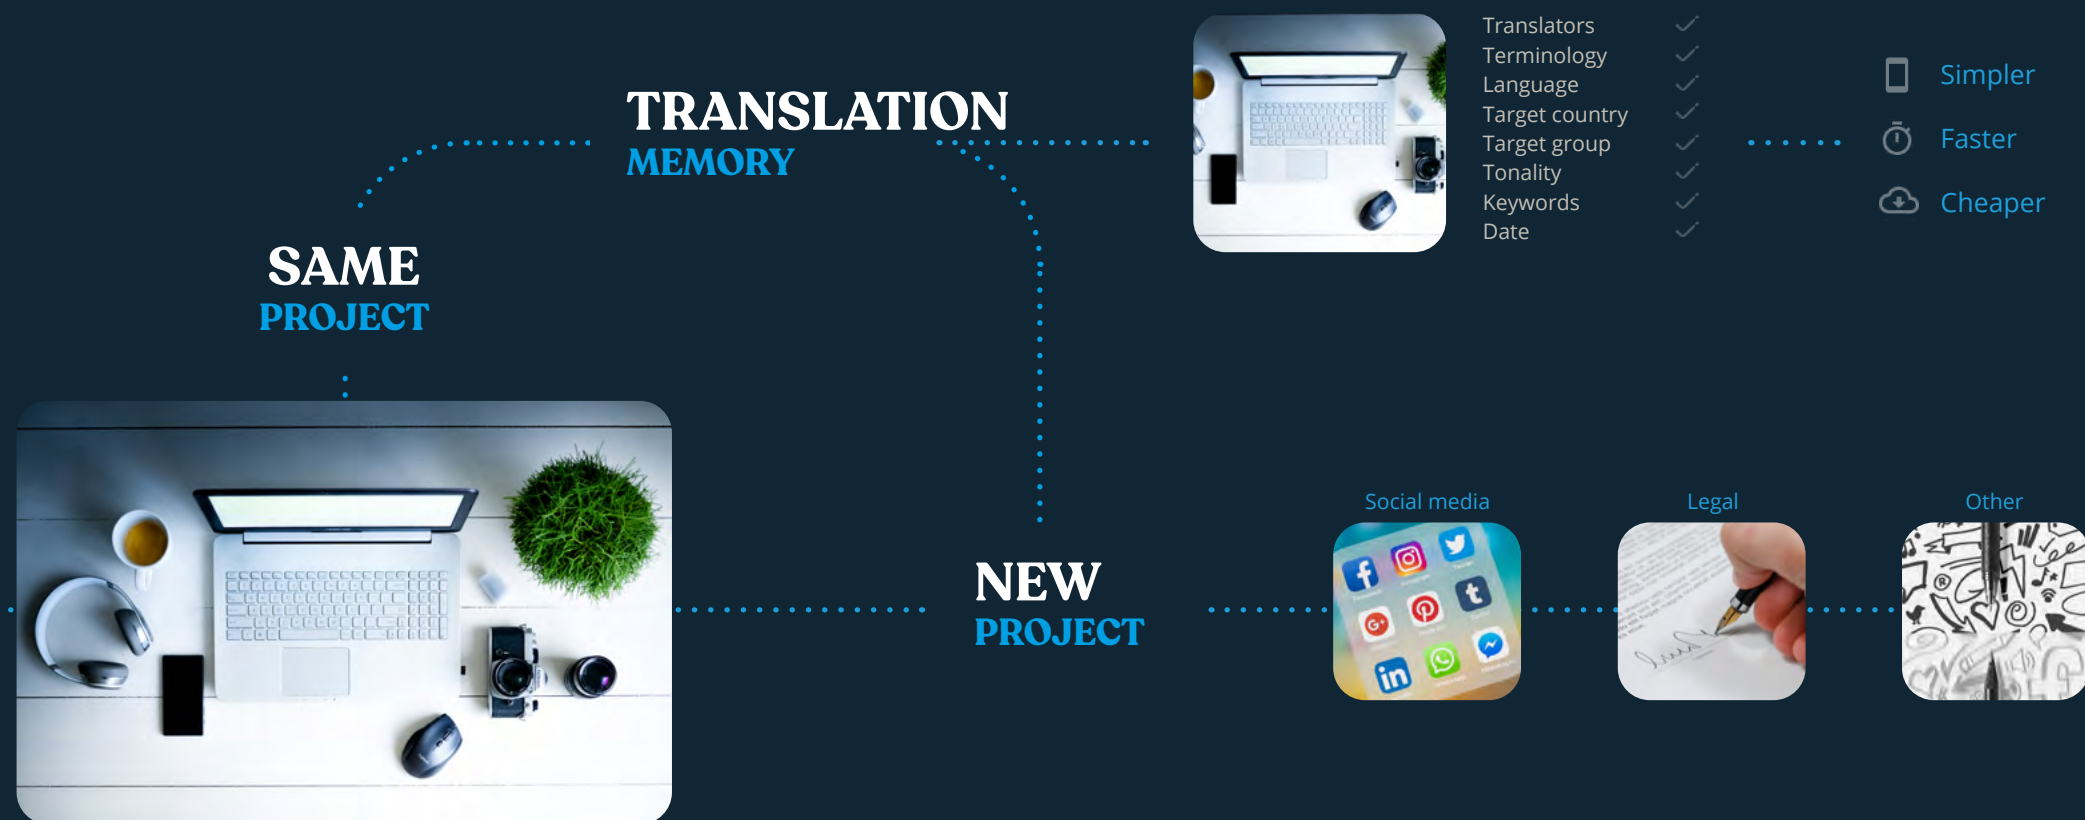 TRANSLATION
MEMORY
Translators
Terminology
Language
Target country
Target group
Tonality
Keywords
Date
Simpler
Faster
Cheaper
SAME
PROJECT
NEW
PROJECT
Social media
Legal
Other